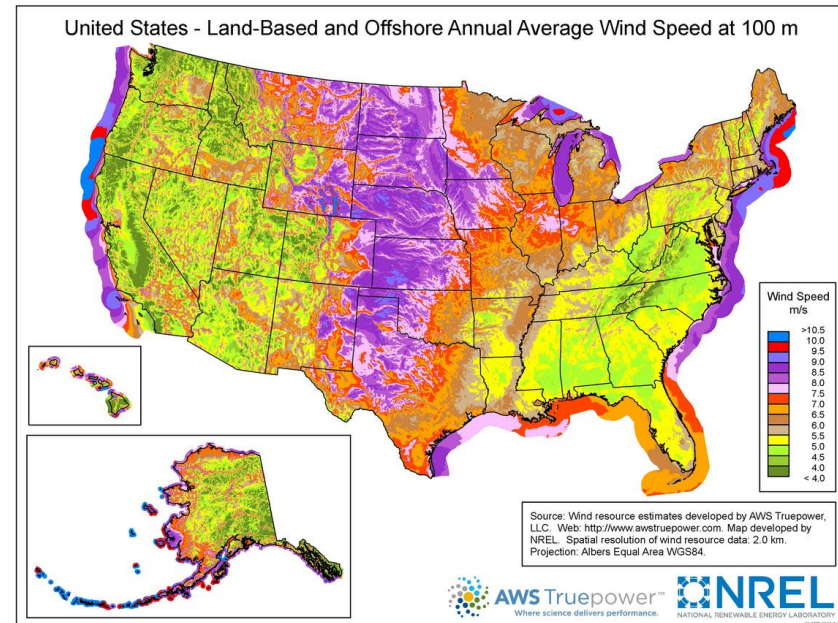 United States - Land-Based and Offshore Annual Average Wind Speed at 100 m
Wind Speed
m/s
>10.5
10.0
9.5
9.0
8.5
8.0
7.5
7.0
6.5
6.0
5.5
5.0
4.5
4.0
< 4.0
Source: Wind resource estimates developed by AWS Truepower,
LLC. Web: http://www.awstruepower.com. Map developed by
NREL. Spatial resolution of wind resource data: 2.0 km.
Projection: Albers Equal Area WGS84.
AWS Truepower™
Where science delivers performance.
NREL
NATIONAL RENEWABLE ENERGY LABORATORY